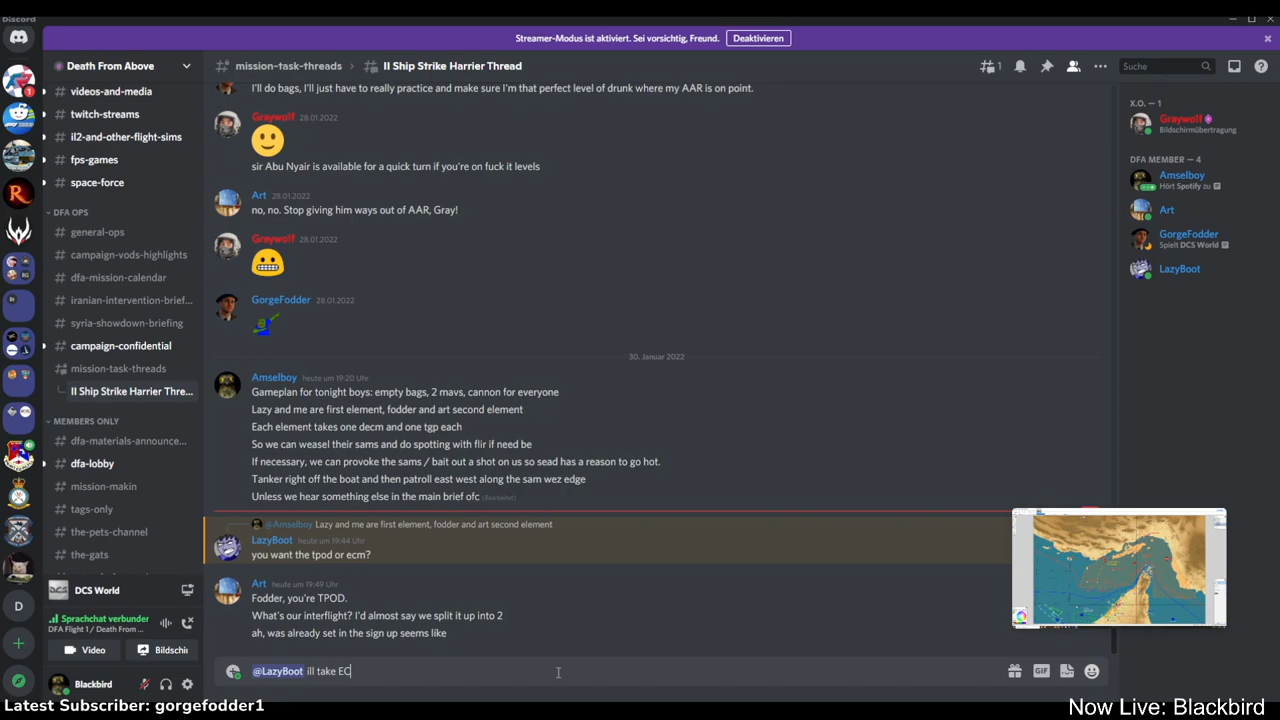 Discord
Streamer-Modus ist aktiviert. Sei vorsichtig, Freund.
Deaktivieren
Death From Above
mission-task-threads
II Ship Strike Harrier Thread
1
Suche
videos-and-media
twitch-streams
il2-and-other-flight-sims
fps-games
space-force
DFA OPS
general-ops
campaign-vods-highlights
dfa-mission-calendar
iranian-intervention-brief...
syria-showdown-briefing
campaign-confidential
mission-task-threads
II Ship Strike Harrier Thre...
MEMBERS ONLY
dfa-materials-announce...
dfa-lobby
mission-makin
tags-only
the-pets-channel
the-gats
DCS World
Sprachchat verbunden
DFA Flight 1 / Death From ...
Video
Bildschir
Blackbird
I'll do bags, I'll just have to really practice and make sure I'm that perfect level of drunk where my AAR is on point.
Graywolf 28.01.2022
sir Abu Nyair is available for a quick turn if you're on fuck it levels
Art 28.01.2022
no, no. Stop giving him ways out of AAR, Gray!
Graywolf 28.01.2022
GorgeFodder 28.01.2022
30. Januar 2022
Amselboy heute um 19:20 Uhr
Gameplan for tonight boys: empty bags, 2 mavs, cannon for everyone
Lazy and me are first element, fodder and art second element
Each element takes one decm and one tgp each
So we can weasel their sams and do spotting with flir if need be
If necessary, we can provoke the sams / bait out a shot on us so sead has a reason to go hot.
Tanker right off the boat and then patrol east west along the sam wez edge
Unless we hear something else in the main brief ofc (Bearbeitet)
@Amselboy Lazy and me are first element, fodder and art second element
LazyBoot heute um 19:44 Uhr
you want the tpod or ecm?
Art heute um 19:49 Uhr
Fodder, you're TPOD.
What's our interflight? I'd almost say we split it up into 2
ah, was already set in the sign up seems like
@LazyBoot ill take EC
GIF
X.O. — 1
Graywolf
Bildschirmübertragung
DFA MEMBER — 4
Amselboy
Hört Spotify zu
Art
GorgeFodder
Spielt DCS World
LazyBoot
D
Latest Subscriber: gorgefodder1
Now Live: Blackbird